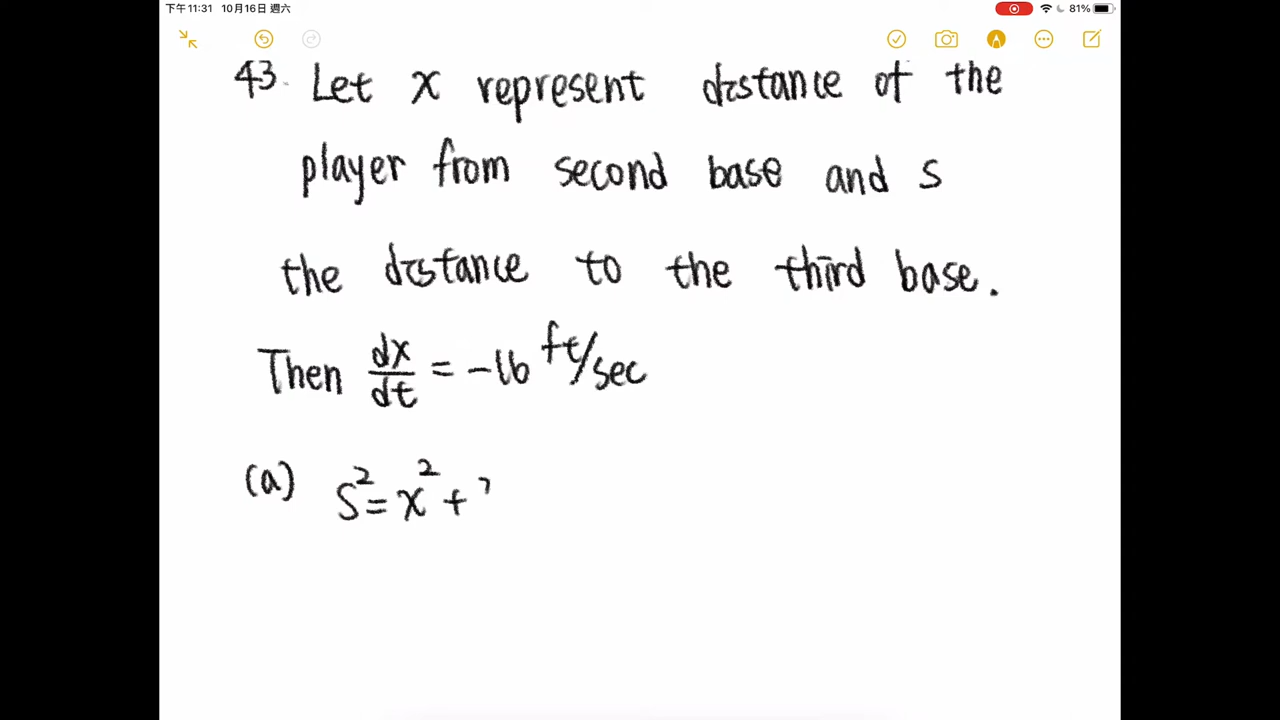 下午11:31 10月16日 週六 81%
43. Let x represent distance of the
player from second base and s
the distance to the third base.
Then dx/dt = -16 ft/sec
(a) S² = x² +